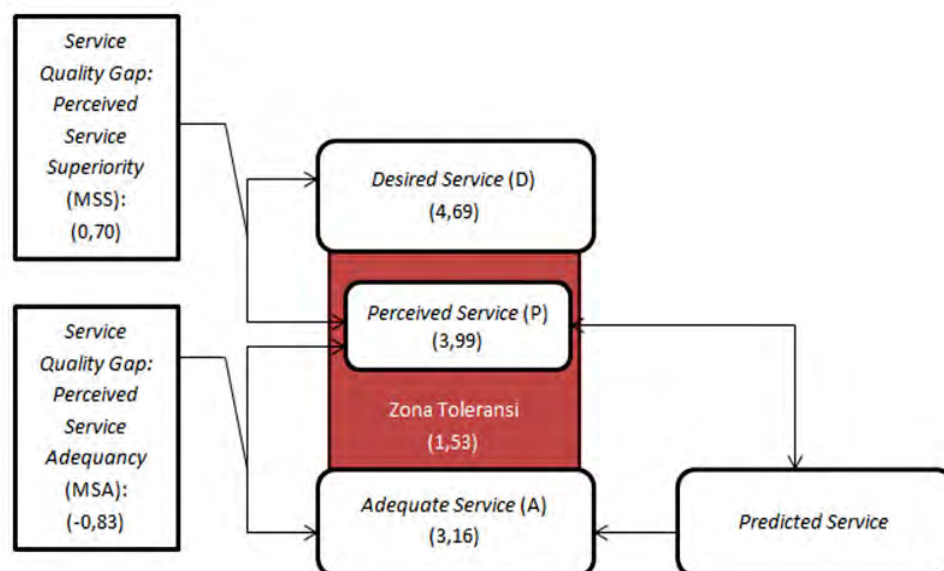 Service
Quality Gap:
Perceived
Service
Superiority
(MSS):
(0,70)
Service
Quality Gap:
Perceived
Service
Adequancy
(MSA):
(-0,83)
Desired Service (D)
(4,69)
Perceived Service (P)
(3,99)
Zona Toleransi
(1,53)
Adequate Service (A)
(3,16)
Predicted Service